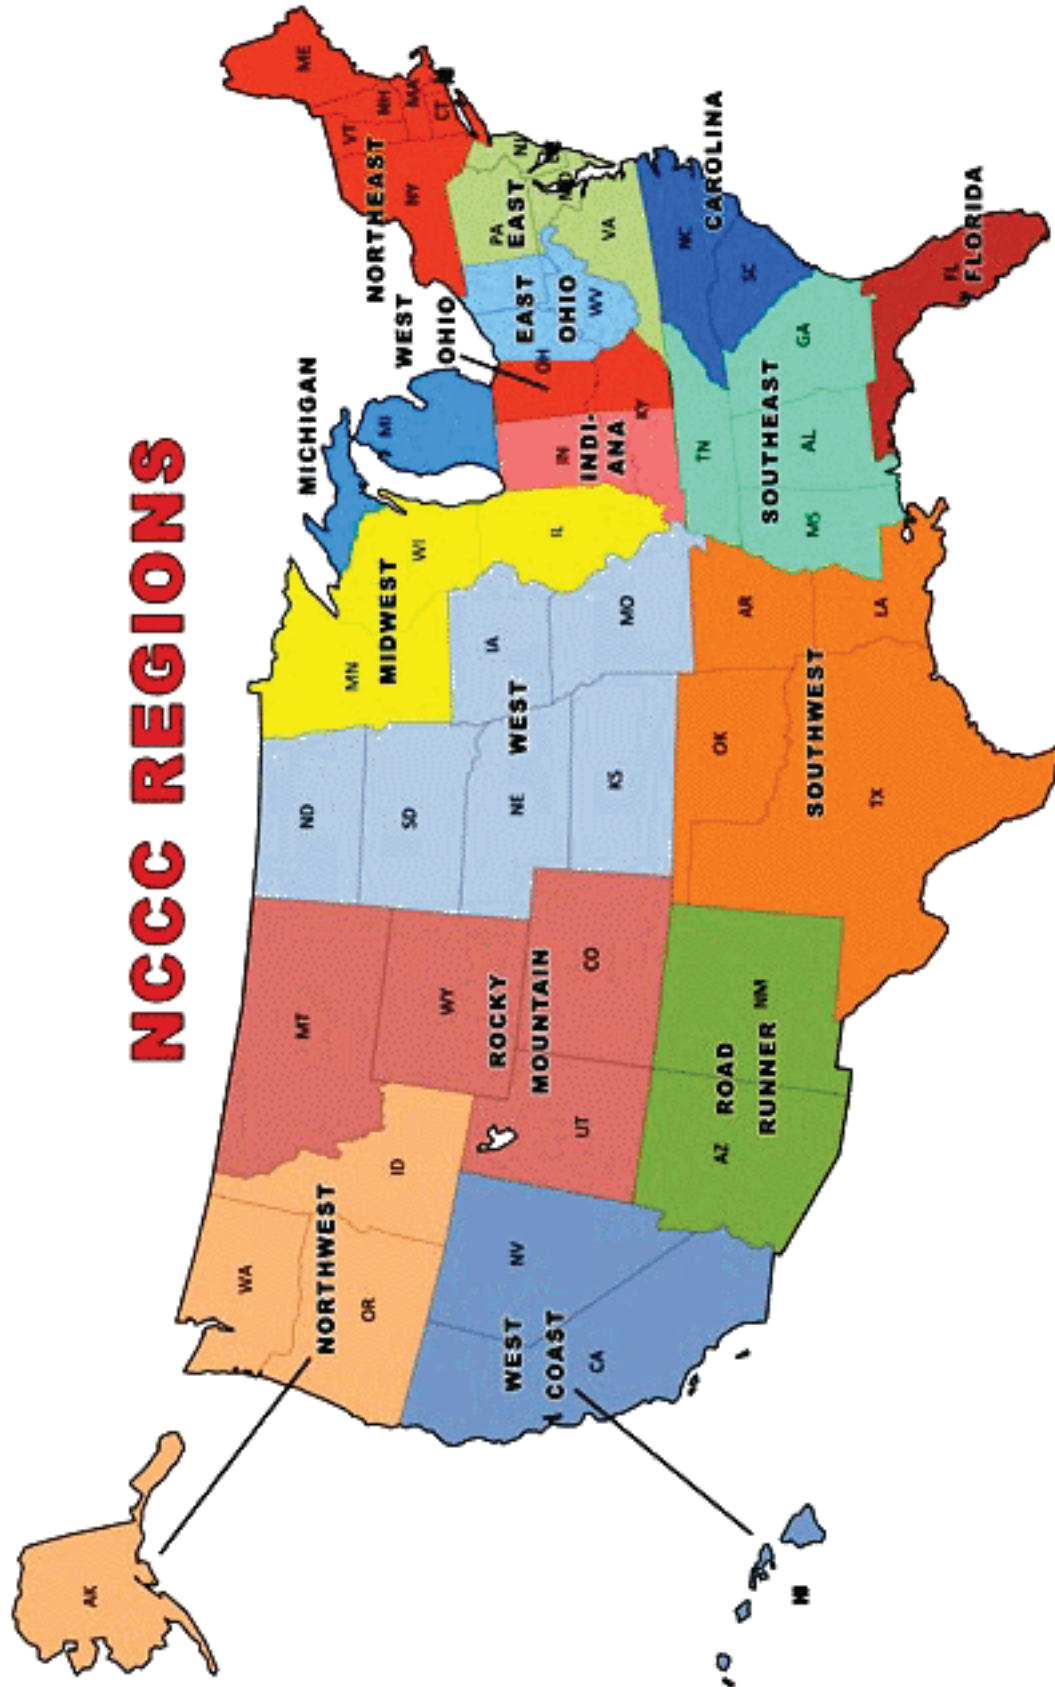 NCCC REGIONS
AK
WA
OR
ID
NORTHWEST
MT
WY
ROCKY
MOUNTAIN
UT
CO
NV
WEST
COAST
CA
HI
AZ
ROAD
RUNNER
NM
ND
SD
NE
WEST
KS
IA
MO
MN
MIDWEST
WI
IL
MICHIGAN
MI
WEST
OHIO
OH
EAST
OHIO
WV
IN
INDI-
ANA
KY
NORTHEAST
ME
VT
NH
MA
CT
NY
PA
EAST
NJ
MD
VA
NC
SC
CAROLINA
TN
SOUTHEAST
MS
AL
GA
FL
FLORIDA
OK
AR
SOUTHWEST
TX
LA